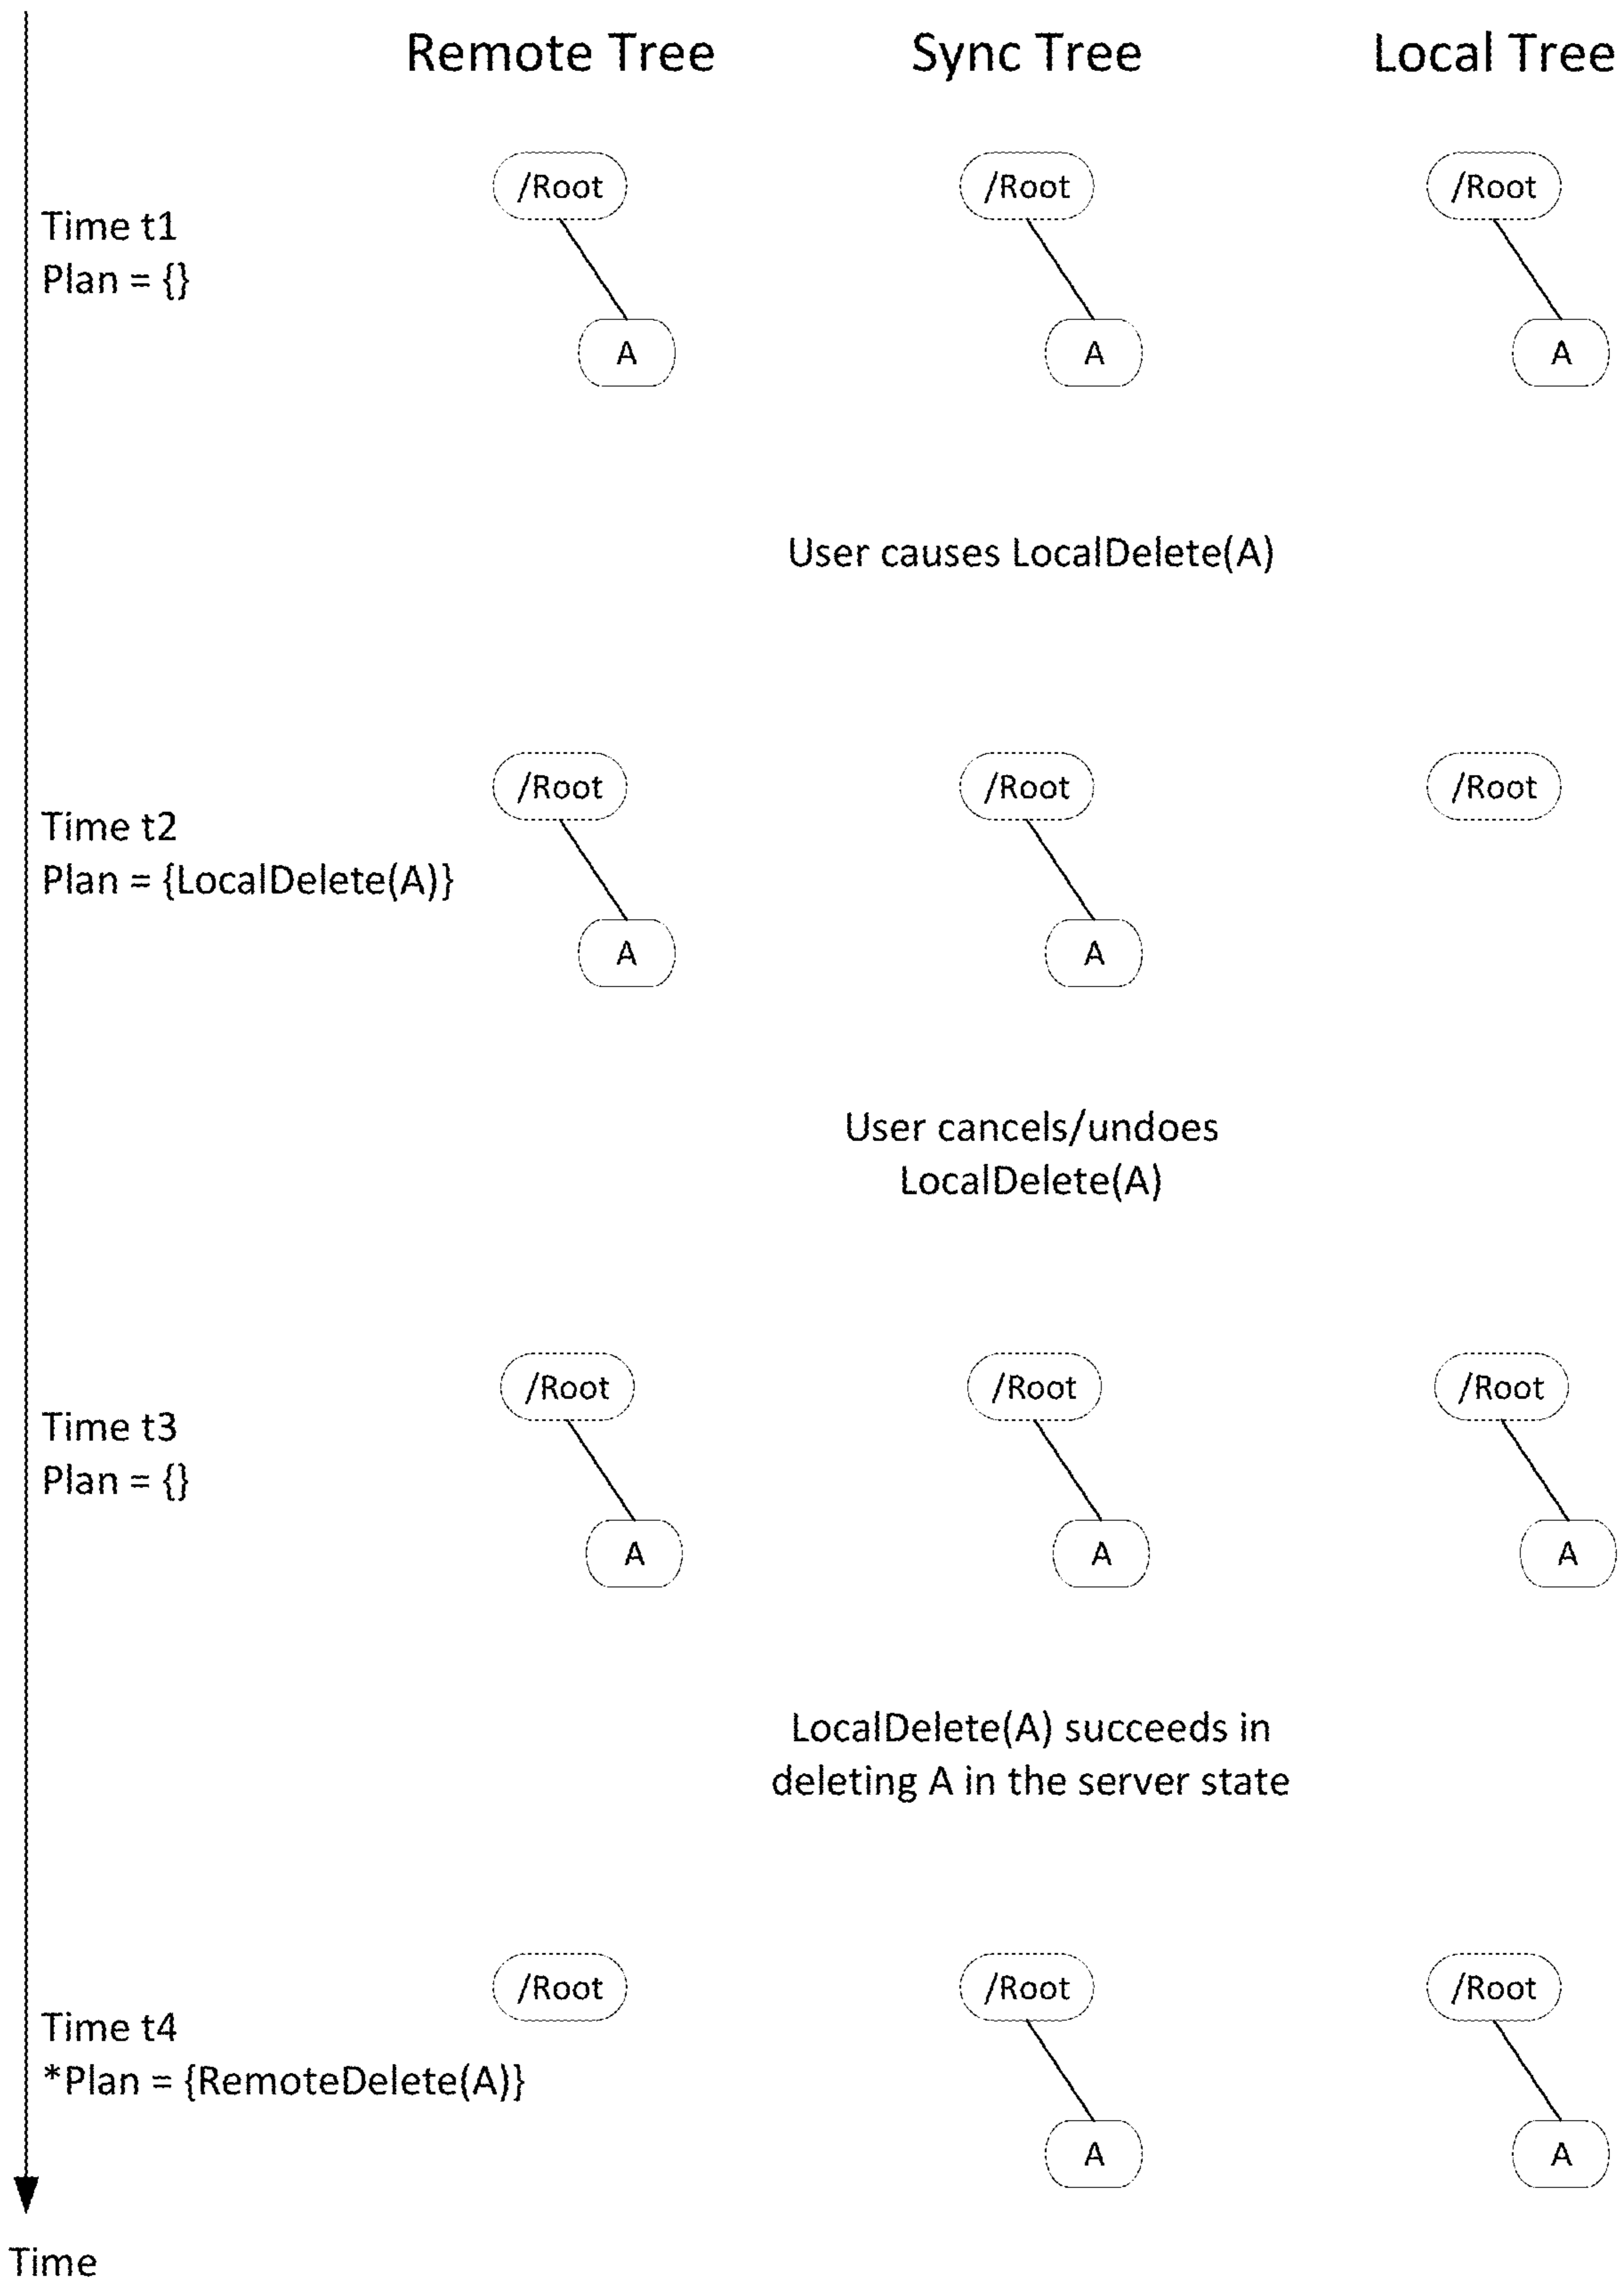 Remote Tree
Sync Tree
Local Tree
/Root
/Root
/Root
Time t1
Plan = {}
A
A
A
User causes LocalDelete(A)
/Root
/Root
/Root
Time t2
Plan = {LocalDelete(A)}
A
A
User cancels/undoes
LocalDelete(A)
/Root
/Root
/Root
Time t3
Plan = {}
A
A
A
LocalDelete(A) succeeds in
deleting A in the server state
/Root
/Root
/Root
Time t4
*Plan = {RemoteDelete(A)}
A
A
Time